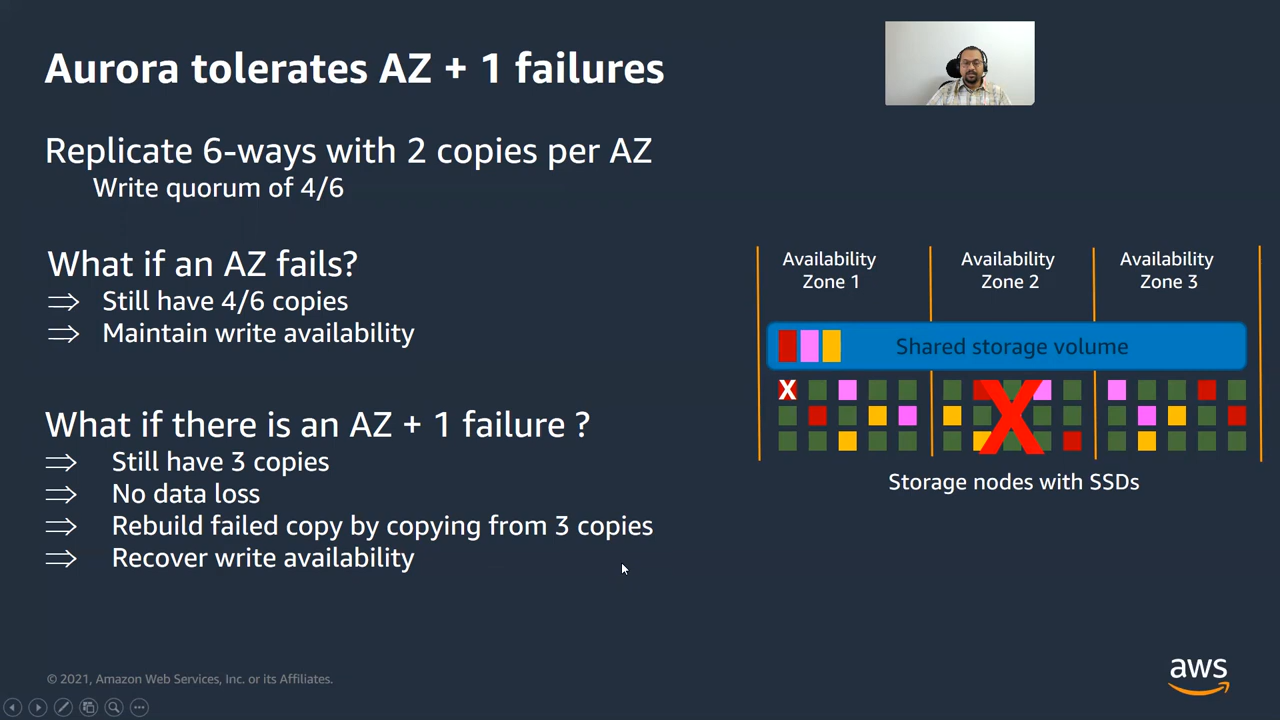 Aurora tolerates AZ + 1 failures
Replicate 6-ways with 2 copies per AZ
Write quorum of 4/6
What if an AZ fails?
⇒ Still have 4/6 copies
⇒ Maintain write availability
What if there is an AZ + 1 failure ?
⇒ Still have 3 copies
⇒ No data loss
⇒ Rebuild failed copy by copying from 3 copies
⇒ Recover write availability
Availability
Zone 1
Availability
Zone 2
Availability
Zone 3
Shared storage volume
X
X
Storage nodes with SSDs
© 2021, Amazon Web Services, Inc. or its Affiliates.
aws